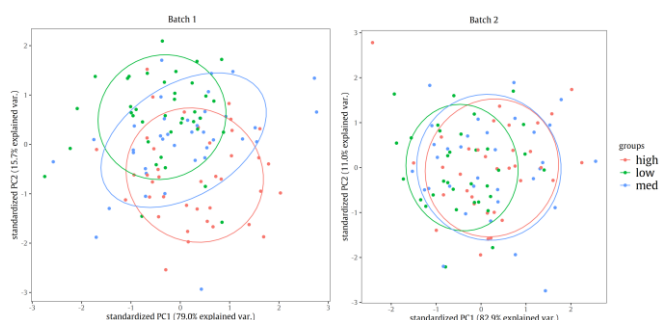 Batch 1
Batch 2
standardized PC2 (15.7% explained var.)
2
1
0
-1
-2
-3
-3
-2
-1
0
1
2
3
standardized PC1 (79.0% explained var.)
standardized PC2 (11.0% explained var.)
3
2
1
0
-1
-2
-3
-2
-1
0
1
2
3
standardized PC1 (82.9% explained var.)
groups
high
low
med